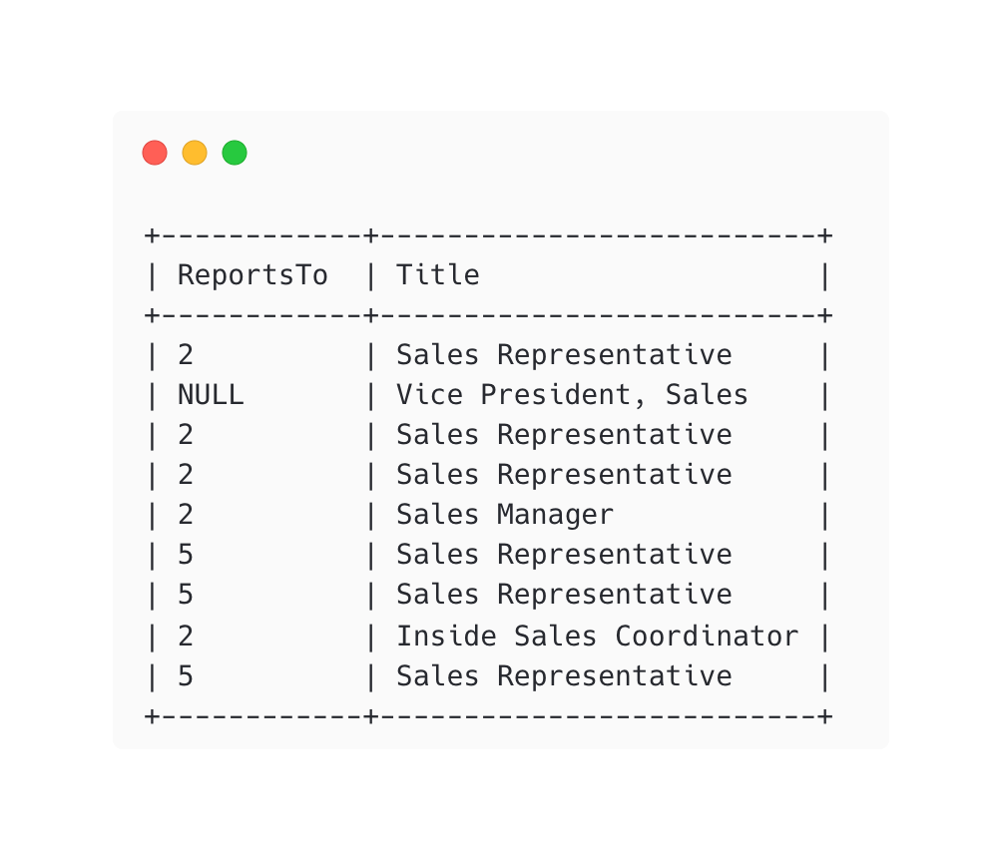 +------------+--------------------------+
| ReportsTo  | Title                    |
+------------+--------------------------+
| 2          | Sales Representative     |
| NULL       | Vice President, Sales    |
| 2          | Sales Representative     |
| 2          | Sales Representative     |
| 2          | Sales Manager            |
| 5          | Sales Representative     |
| 5          | Sales Representative     |
| 2          | Inside Sales Coordinator |
| 5          | Sales Representative     |
+------------+--------------------------+